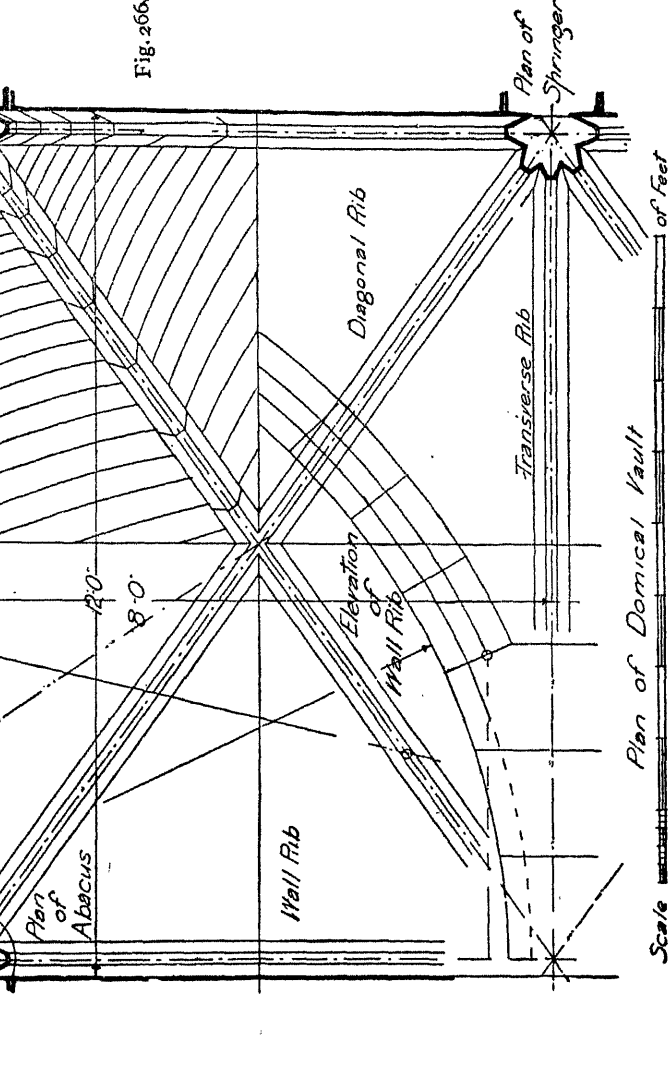 Fig. 266.
Plan of
Springer
Diagonal Rib
Transverse Rib
12'.0"
8'.0"
Elevation
of
Wall Rib
Plan
of
Abacus
Wall Rib
Plan of Domical Vault
Scale
of Feet